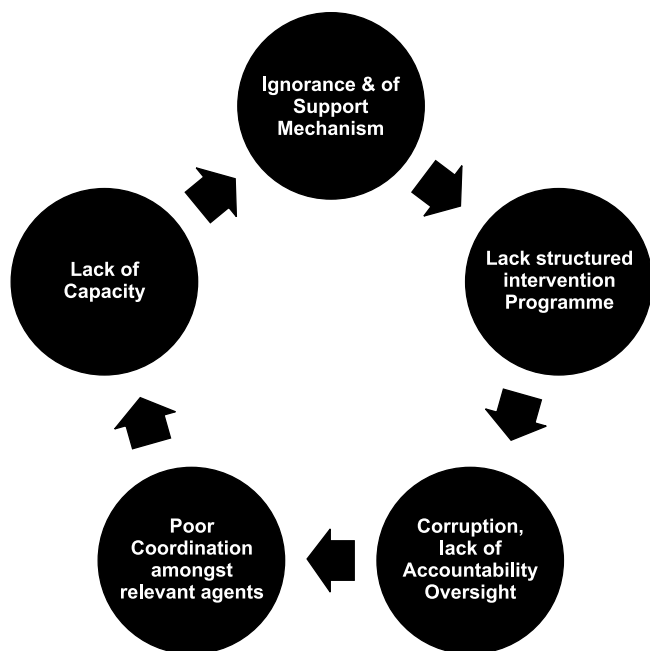 Ignorance & of
Support
Mechanism
Lack structured
intervention
Programme
Corruption,
lack of
Accountability
Oversight
Poor
Coordination
amongst
relevant agents
Lack of
Capacity